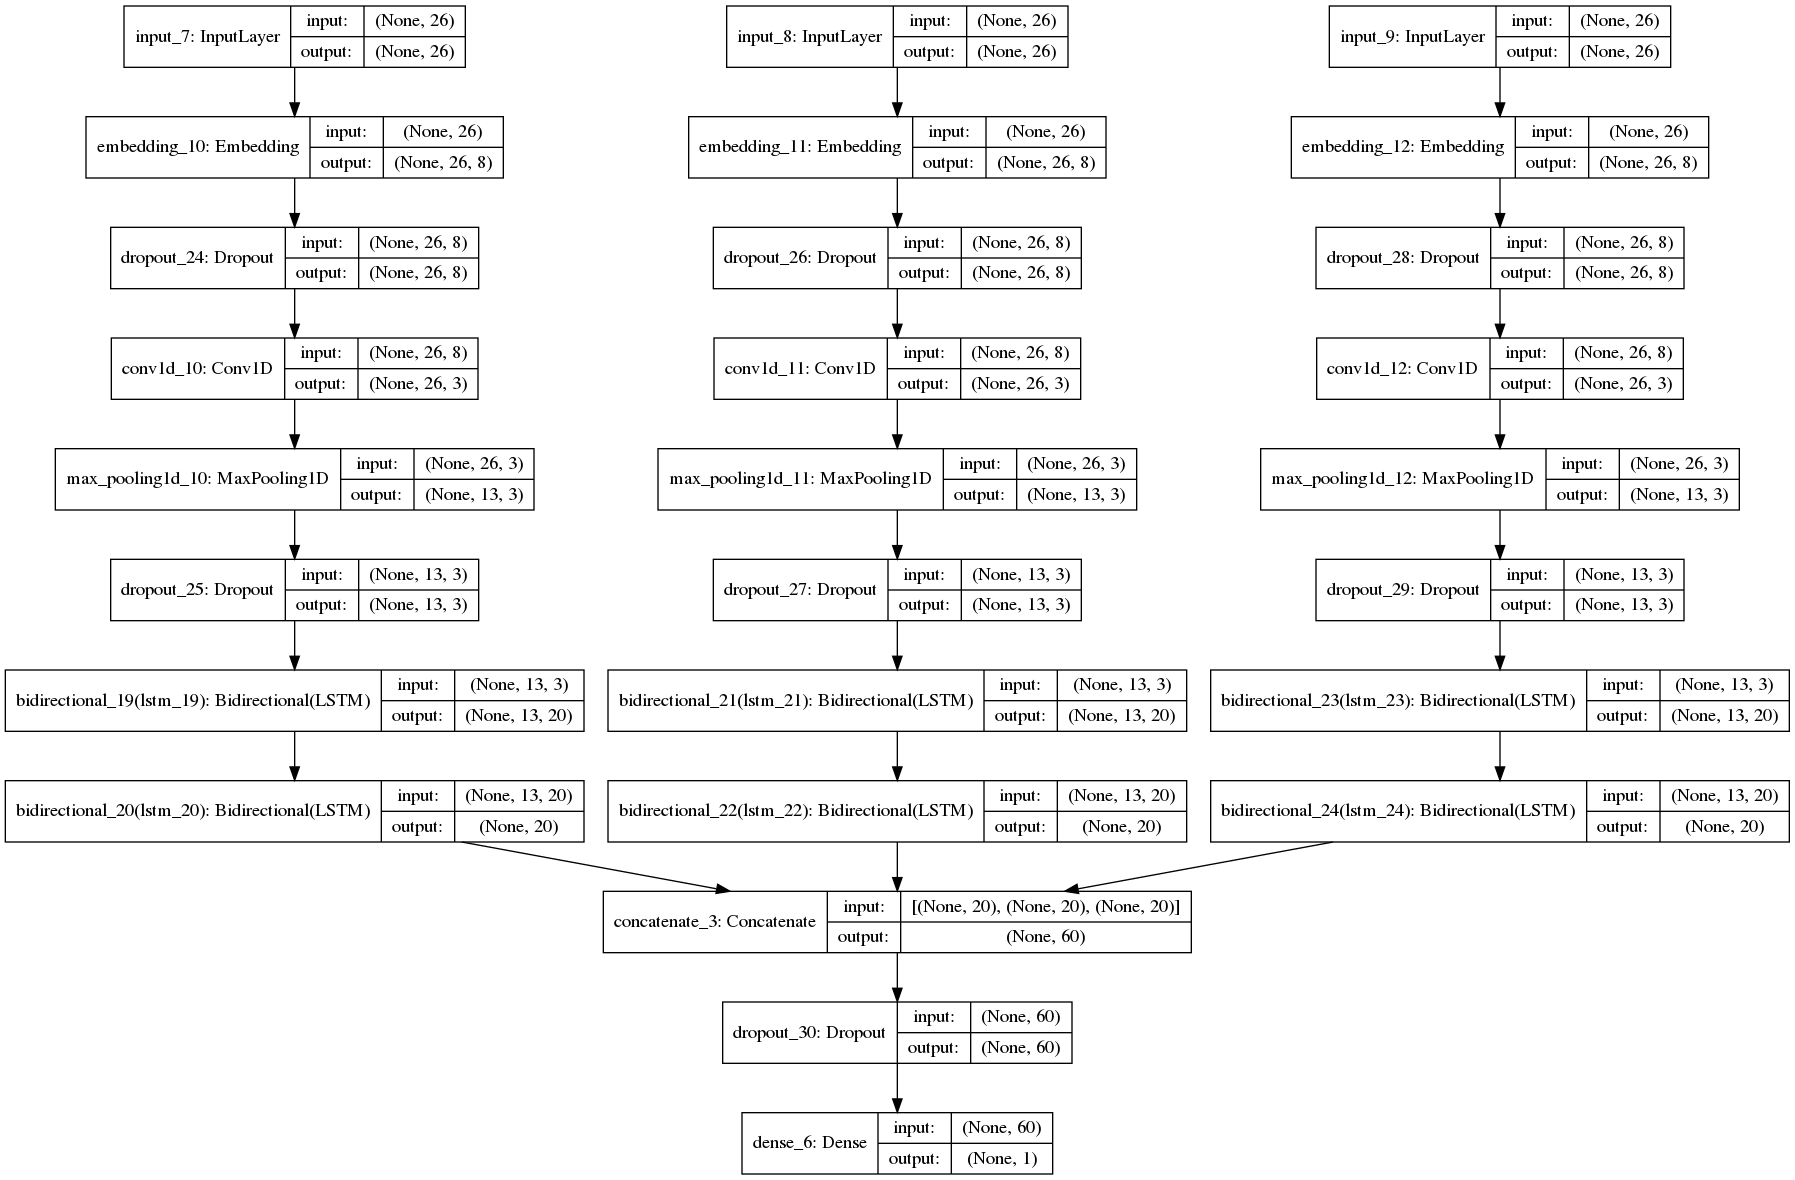 input_7: InputLayer input: (None, 26) output: (None, 26)
input_8: InputLayer input: (None, 26) output: (None, 26)
input_9: InputLayer input: (None, 26) output: (None, 26)
embedding_10: Embedding input: (None, 26) output: (None, 26, 8)
embedding_11: Embedding input: (None, 26) output: (None, 26, 8)
embedding_12: Embedding input: (None, 26) output: (None, 26, 8)
dropout_24: Dropout input: (None, 26, 8) output: (None, 26, 8)
dropout_26: Dropout input: (None, 26, 8) output: (None, 26, 8)
dropout_28: Dropout input: (None, 26, 8) output: (None, 26, 8)
conv1d_10: Conv1D input: (None, 26, 8) output: (None, 26, 3)
conv1d_11: Conv1D input: (None, 26, 8) output: (None, 26, 3)
conv1d_12: Conv1D input: (None, 26, 8) output: (None, 26, 3)
max_pooling1d_10: MaxPooling1D input: (None, 26, 3) output: (None, 13, 3)
max_pooling1d_11: MaxPooling1D input: (None, 26, 3) output: (None, 13, 3)
max_pooling1d_12: MaxPooling1D input: (None, 26, 3) output: (None, 13, 3)
dropout_25: Dropout input: (None, 13, 3) output: (None, 13, 3)
dropout_27: Dropout input: (None, 13, 3) output: (None, 13, 3)
dropout_29: Dropout input: (None, 13, 3) output: (None, 13, 3)
bidirectional_19(lstm_19): Bidirectional(LSTM) input: (None, 13, 3) output: (None, 13, 20)
bidirectional_21(lstm_21): Bidirectional(LSTM) input: (None, 13, 3) output: (None, 13, 20)
bidirectional_23(lstm_23): Bidirectional(LSTM) input: (None, 13, 3) output: (None, 13, 20)
bidirectional_20(lstm_20): Bidirectional(LSTM) input: (None, 13, 20) output: (None, 20)
bidirectional_22(lstm_22): Bidirectional(LSTM) input: (None, 13, 20) output: (None, 20)
bidirectional_24(lstm_24): Bidirectional(LSTM) input: (None, 13, 20) output: (None, 20)
concatenate_3: Concatenate input: [(None, 20), (None, 20), (None, 20)] output: (None, 60)
dropout_30: Dropout input: (None, 60) output: (None, 60)
dense_6: Dense input: (None, 60) output: (None, 1)